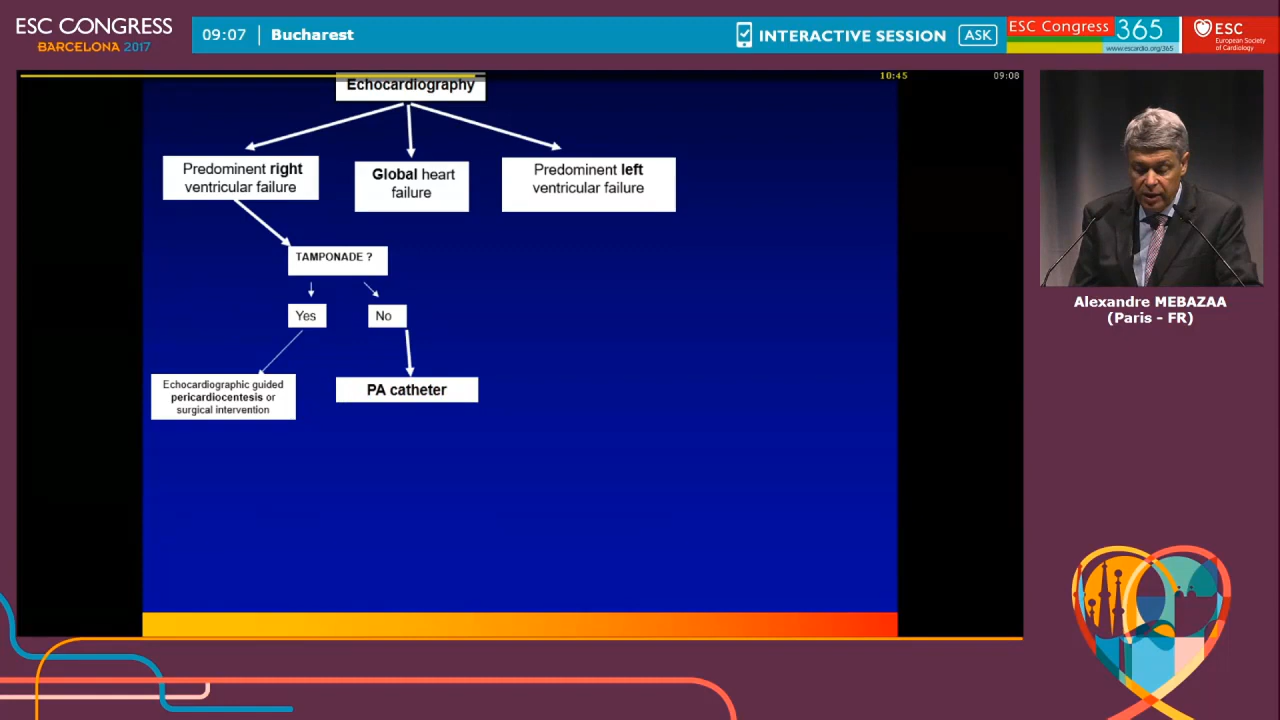 ESC CONGRESS
BARCELONA 2017
09:07
Bucharest
INTERACTIVE SESSION
ASK
ESC Congress
365
www.escardio.org/365
ESC
European Society
of Cardiology
10:45
09:08
Echocardiography
Predominent right
ventricular failure
Global heart
failure
Predominent left
ventricular failure
TAMPONADE ?
Yes
No
Echocardiographic guided
pericardiocentesis or
surgical intervention
PA catheter
Alexandre MEBAZAA
(Paris - FR)